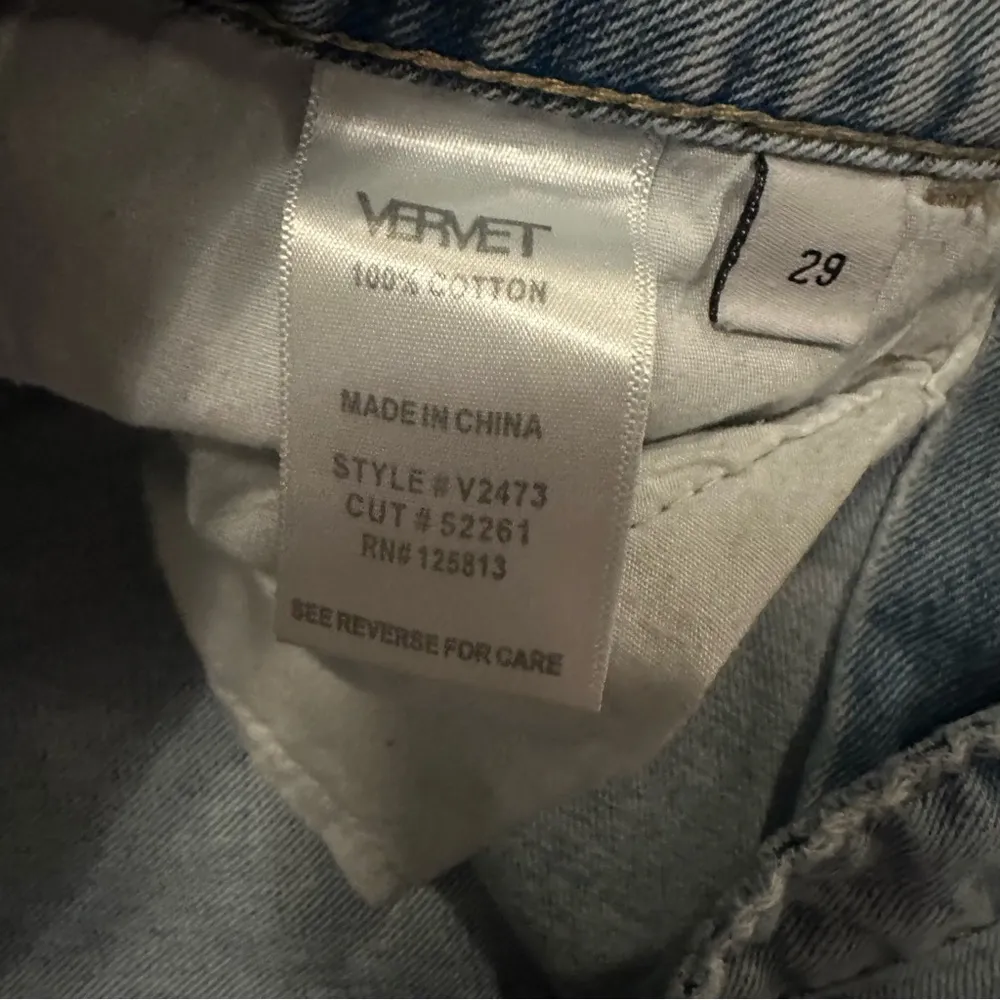 VERVET
100% COTTON
MADE IN CHINA
STYLE # V2473
CUT # 52261
RN# 125813
SEE REVERSE FOR CARE
29